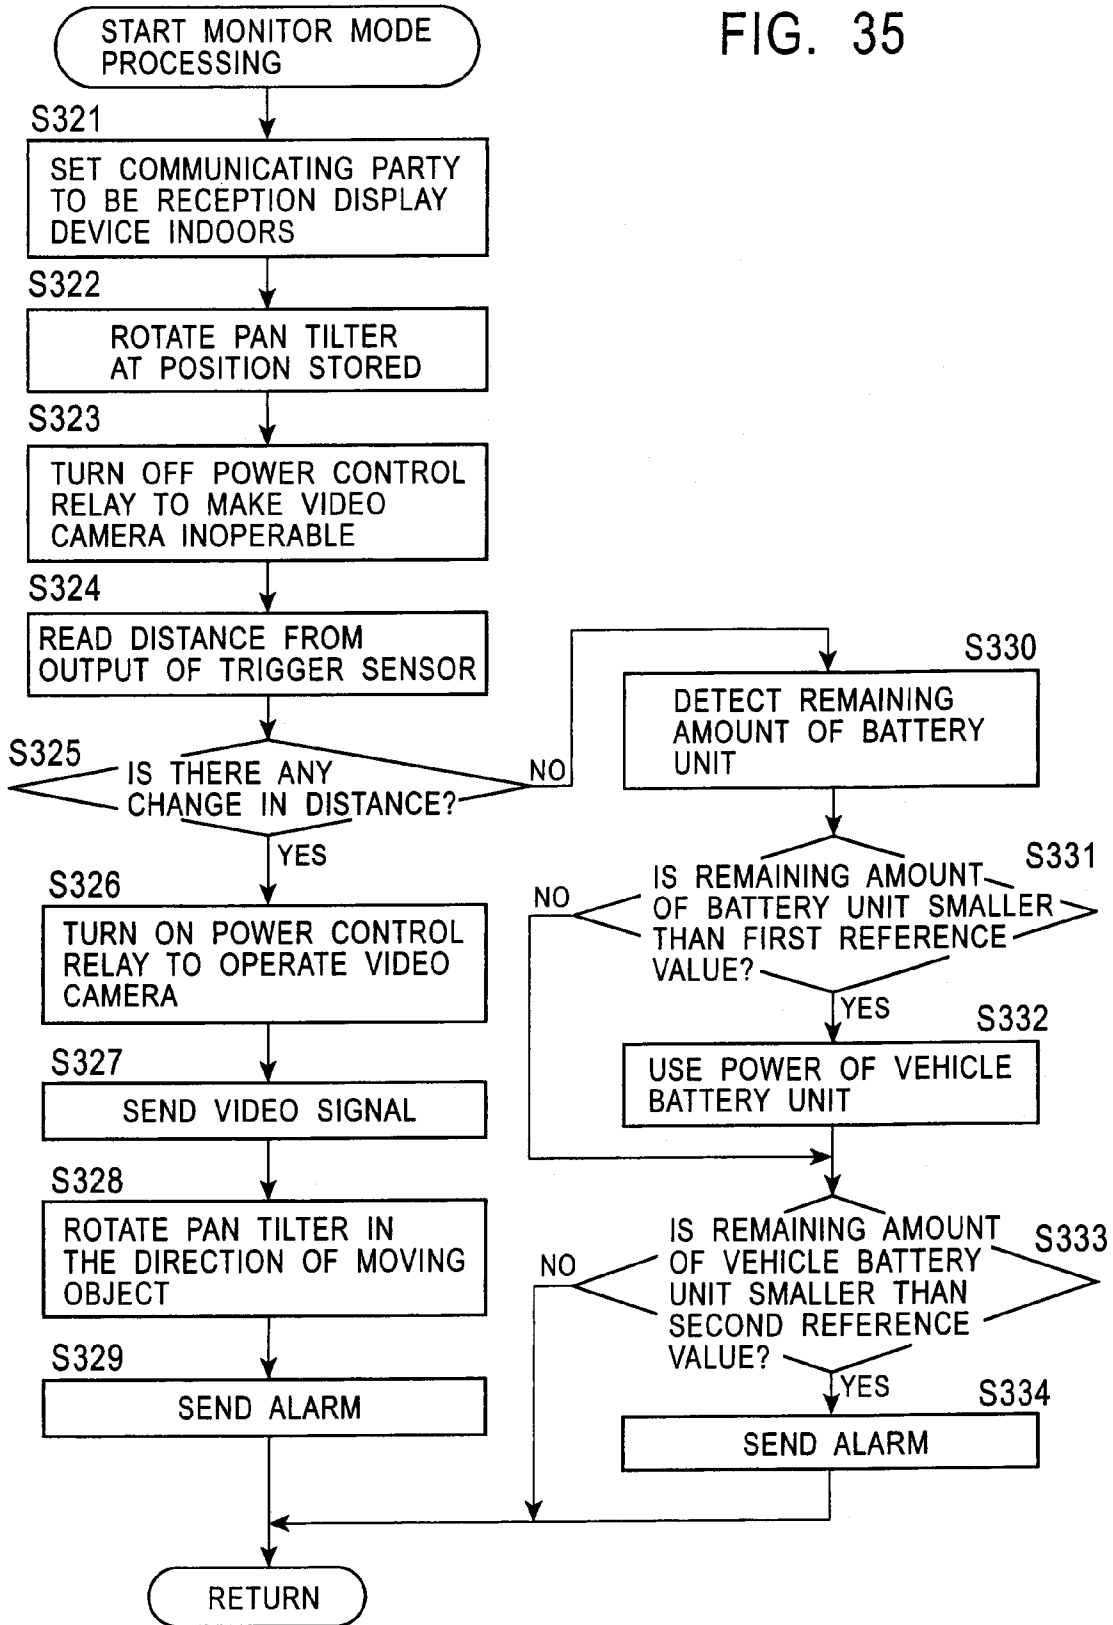 FIG. 35
START MONITOR MODE
PROCESSING
S321
SET COMMUNICATING PARTY
TO BE RECEPTION DISPLAY
DEVICE INDOORS
S322
ROTATE PAN TILTER
AT POSITION STORED
S323
TURN OFF POWER CONTROL
RELAY TO MAKE VIDEO
CAMERA INOPERABLE
S324
READ DISTANCE FROM
OUTPUT OF TRIGGER SENSOR
S325
IS THERE ANY
CHANGE IN DISTANCE?
NO
YES
S326
TURN ON POWER CONTROL
RELAY TO OPERATE VIDEO
CAMERA
S327
SEND VIDEO SIGNAL
S328
ROTATE PAN TILTER IN
THE DIRECTION OF MOVING
OBJECT
S329
SEND ALARM
S330
DETECT REMAINING
AMOUNT OF BATTERY
UNIT
S331
IS REMAINING AMOUNT
OF BATTERY UNIT SMALLER
THAN FIRST REFERENCE
VALUE?
NO
YES
S332
USE POWER OF VEHICLE
BATTERY UNIT
S333
IS REMAINING AMOUNT
OF VEHICLE BATTERY
UNIT SMALLER THAN
SECOND REFERENCE
VALUE?
NO
YES
S334
SEND ALARM
RETURN